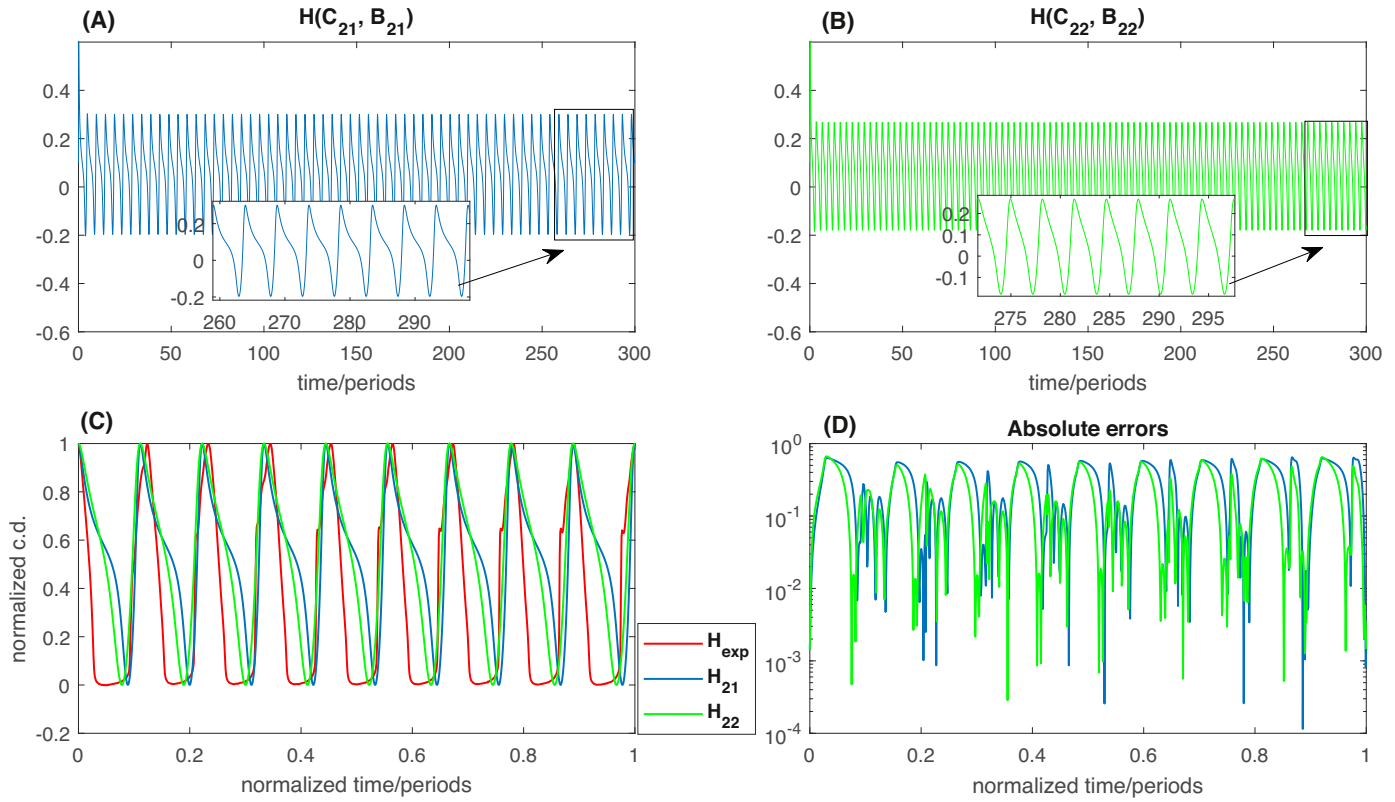 (A) H(C21, B21)
0.4
0.2
0
-0.2
-0.4
-0.6
0 50 100 150 200 250 300
time/periods
0.2
0
-0.2
260 270 280 290
(B) H(C22, B22)
0.4
0.2
0
-0.2
-0.4
-0.6
0 50 100 150 200 250 300
time/periods
0.2
0.1
0
-0.1
275 280 285 290 295
(C)
normalized c.d.
1
0.8
0.6
0.4
0.2
0
-0.2
0 0.2 0.4 0.6 0.8 1
normalized time/periods
Hexp
H21
H22
(D) Absolute errors
10^0
10^-1
10^-2
10^-3
10^-4
0 0.2 0.4 0.6 0.8 1
normalized time/periods